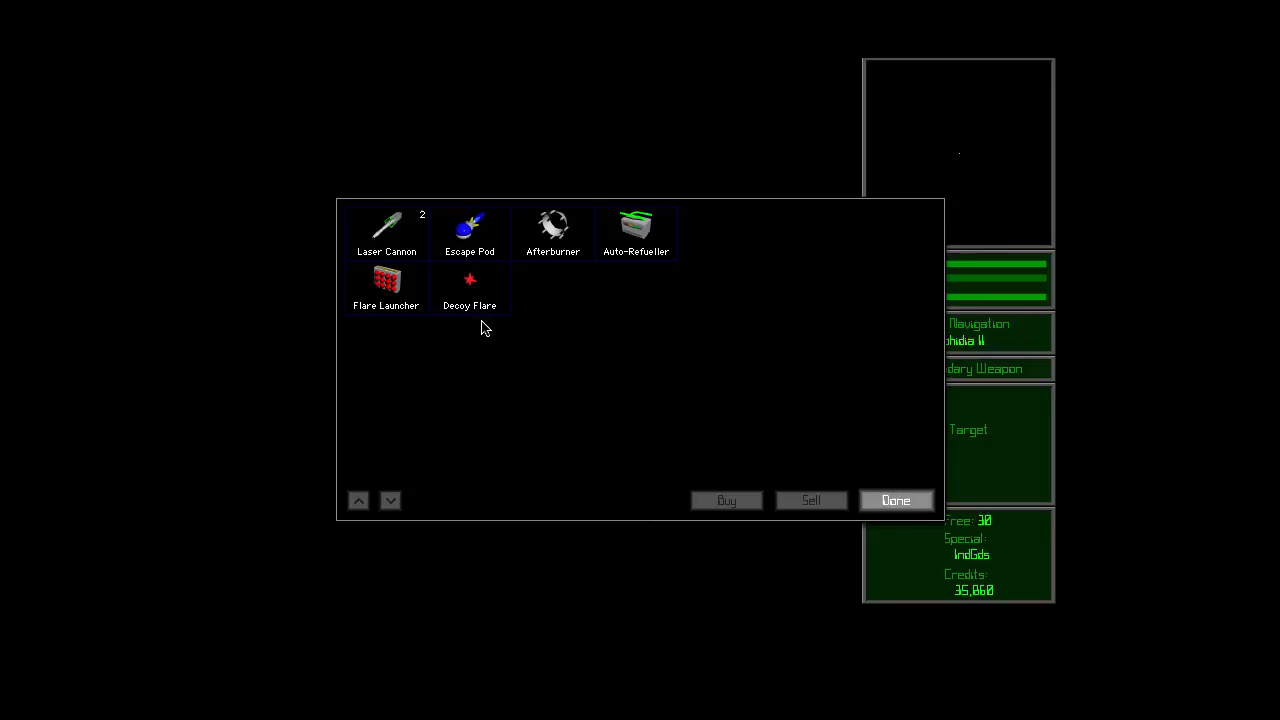 2
Laser Cannon
Escape Pod
Afterburner
Auto-Refueller
Flare Launcher
Decoy Flare
Navigation
phidia II
dary Weapon
Target
Buy
Sell
Done
Free: 30
Special:
IndGds
Credits:
35,860